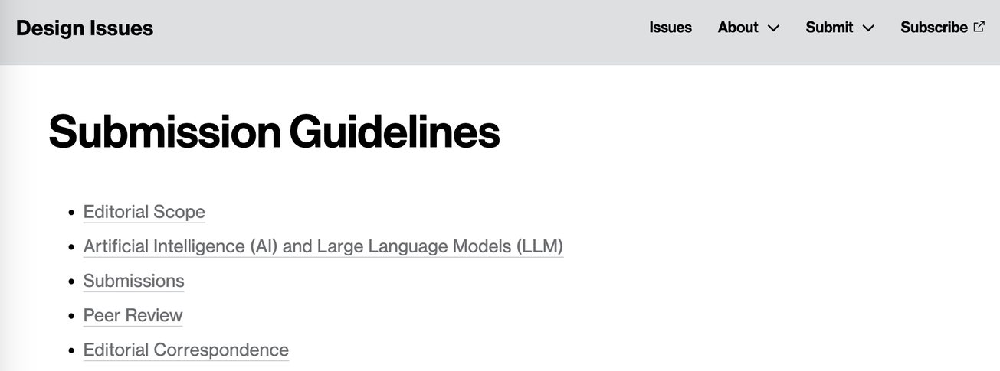 Design Issues
Issues About Submit Subscribe
Submission Guidelines
Editorial Scope
Artificial Intelligence (AI) and Large Language Models (LLM)
Submissions
Peer Review
Editorial Correspondence